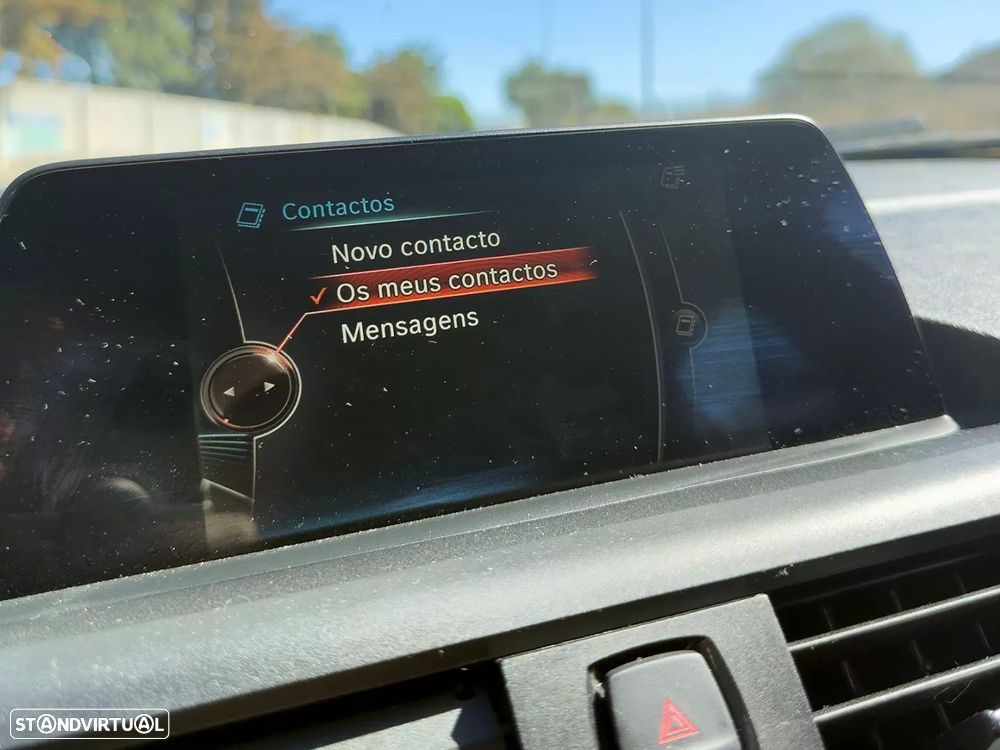 Contactos
Novo contacto
Os meus contactos
Mensagens
STANDVIRTUAL